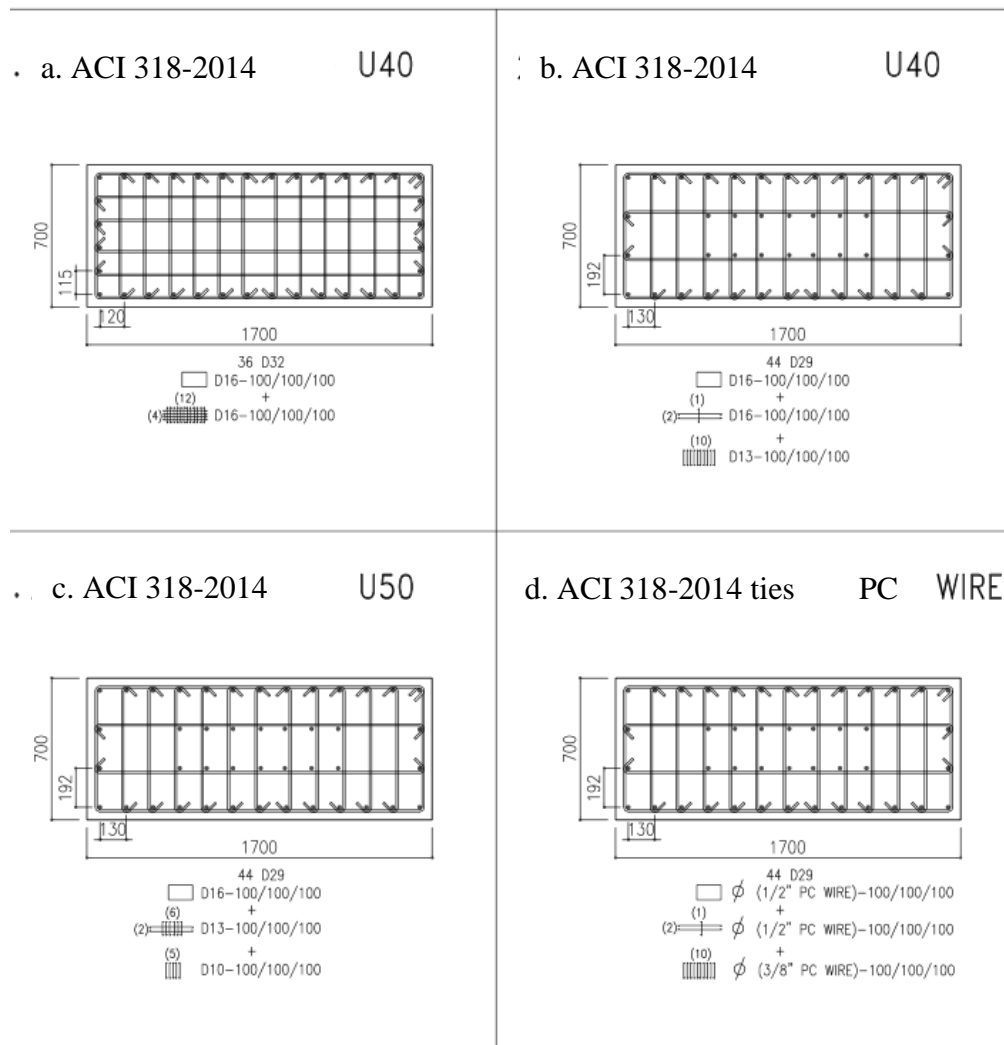 a. ACI 318-2014 U40
700
115
120
1700
36 D32
D16-100/100/100
(12) +
(4) D16-100/100/100
b. ACI 318-2014 U40
700
192
130
1700
44 D29
D16-100/100/100
(1) +
(2) D16-100/100/100
(10) +
D13-100/100/100
c. ACI 318-2014 U50
700
192
130
1700
44 D29
D16-100/100/100
(6) +
(2) D13-100/100/100
(5) +
D10-100/100/100
d. ACI 318-2014 ties PC WIRE
700
192
130
1700
44 D29
ϕ (1/2" PC WIRE)-100/100/100
(1) +
(2) ϕ (1/2" PC WIRE)-100/100/100
(10) +
ϕ (3/8" PC WIRE)-100/100/100